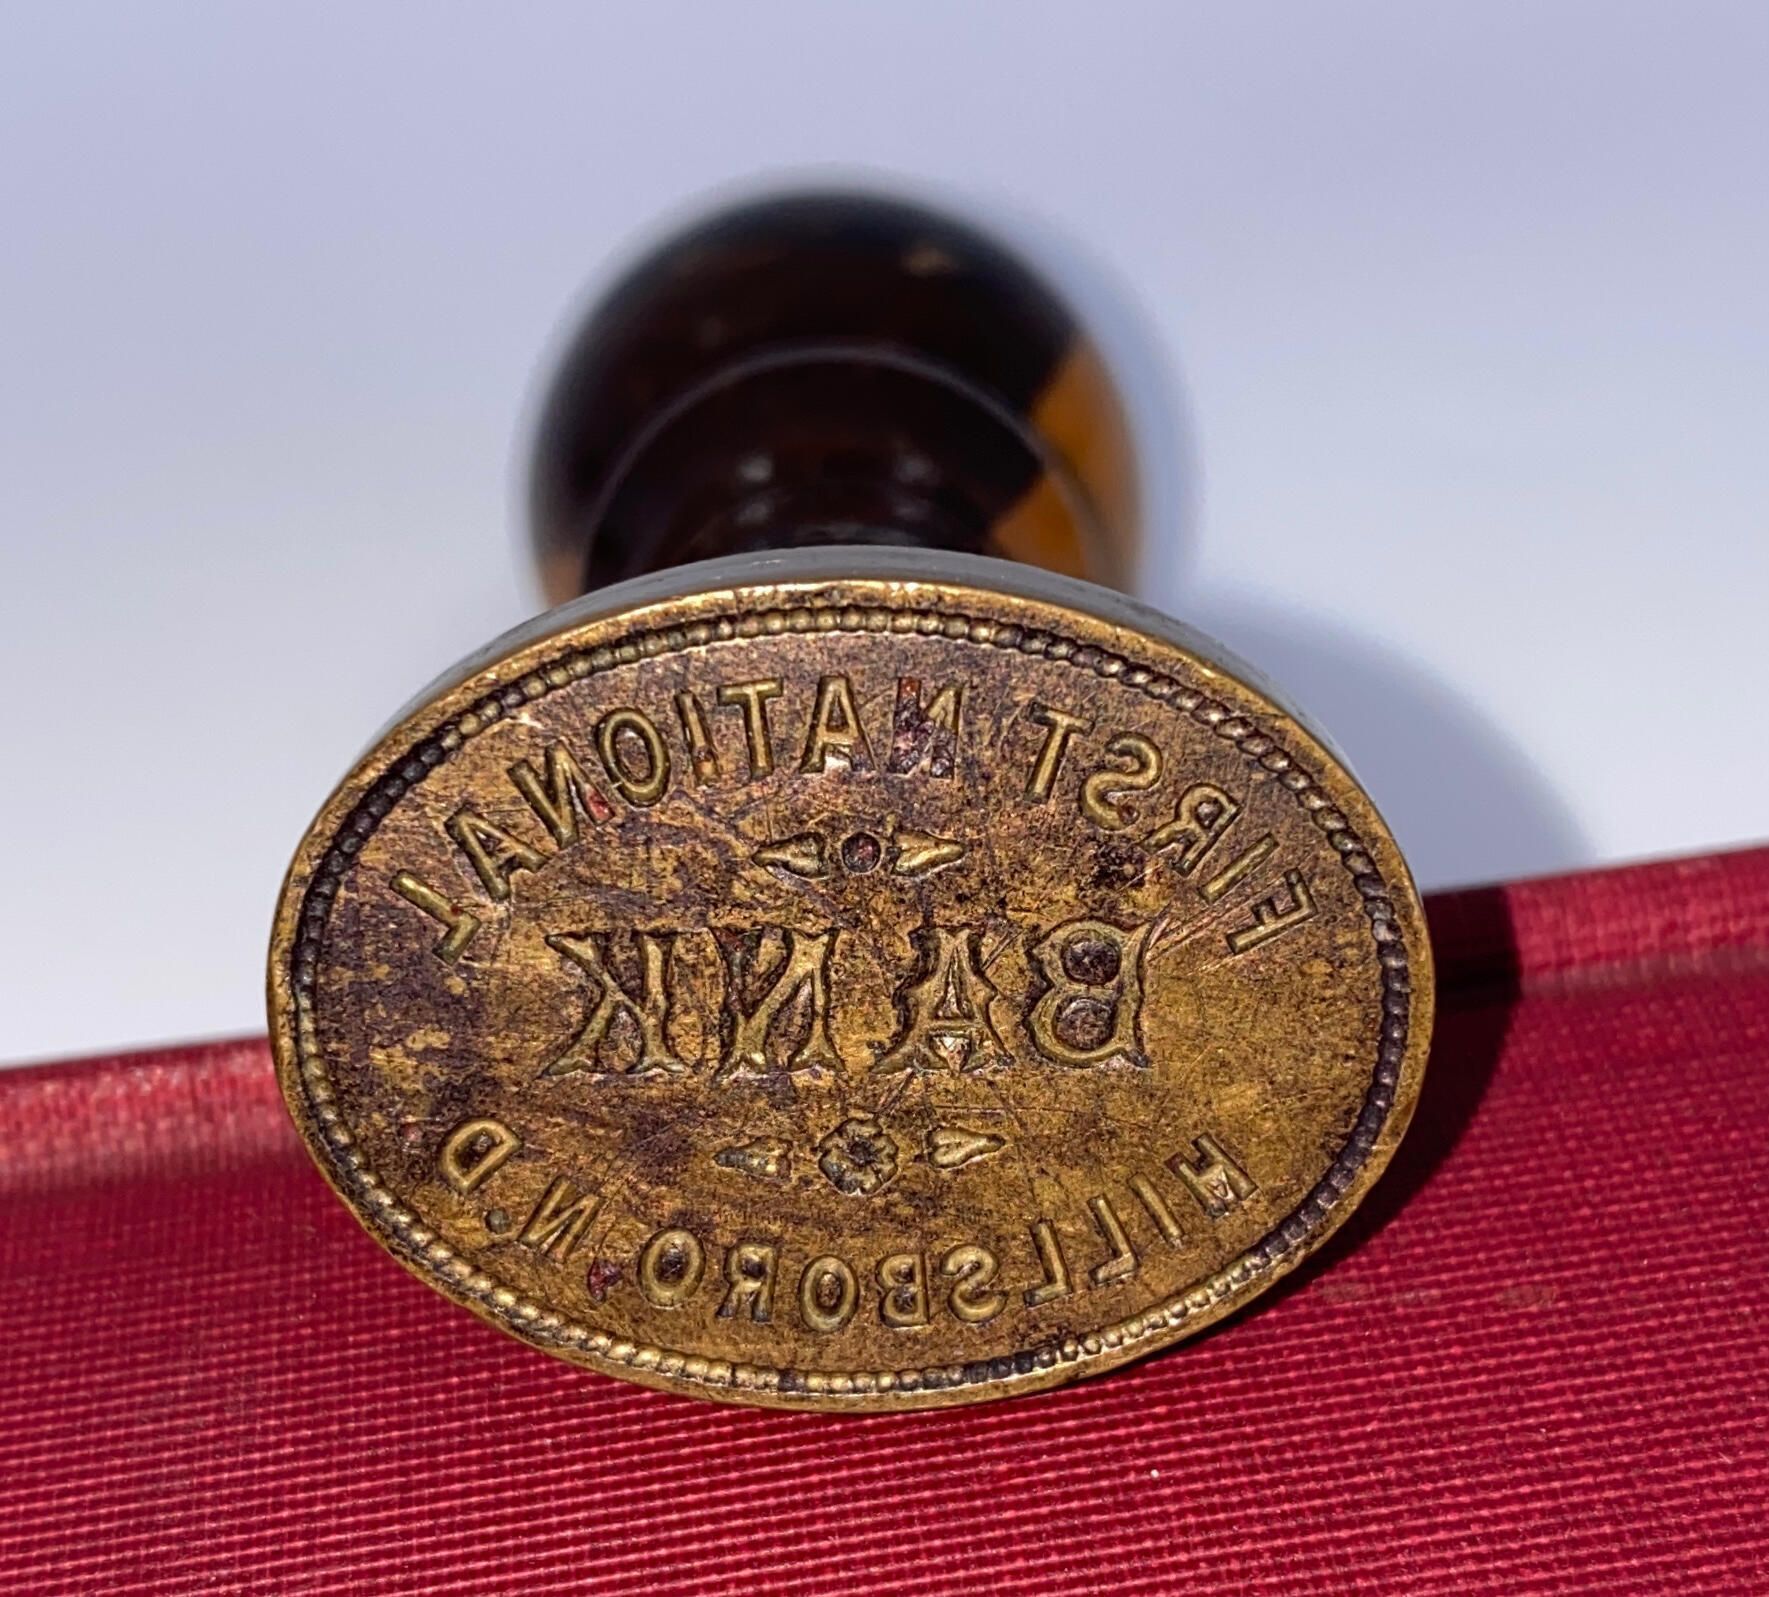 FIRST NATIONAL
BANK
HILLSBORO, N.D